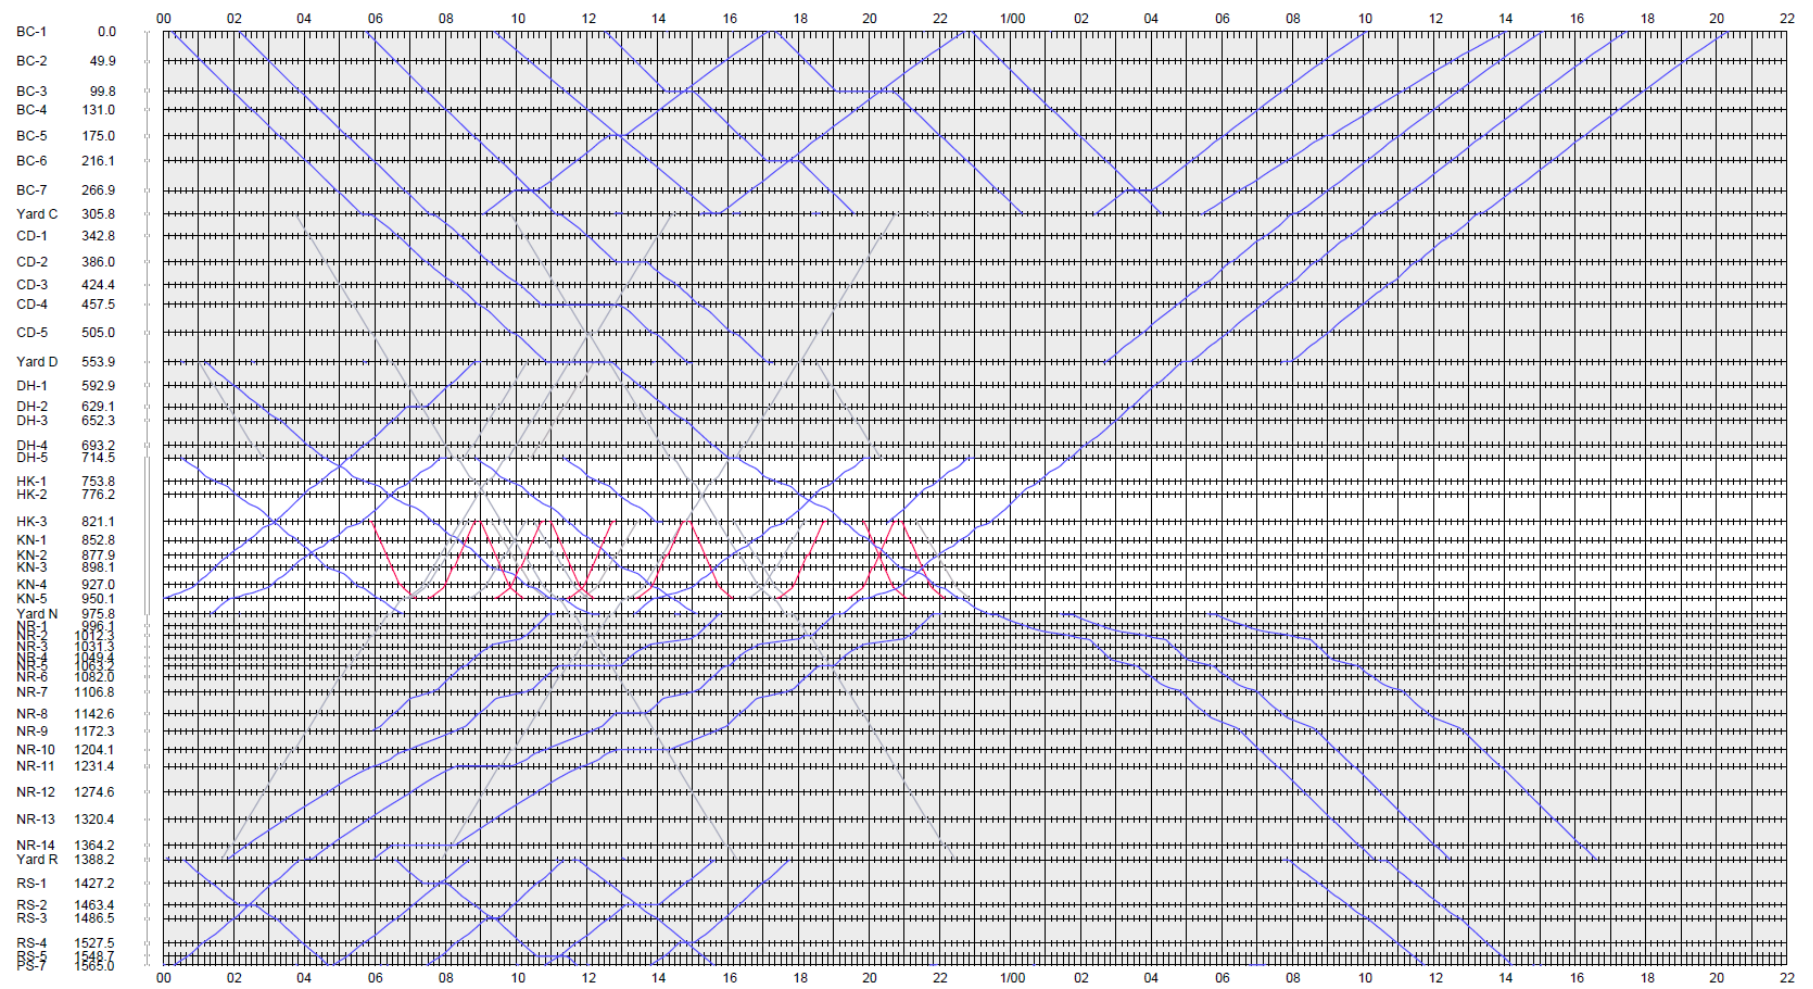 00 02 04 06 08 10 12 14 16 18 20 22 1/00 02 04 06 08 10 12 14 16 18 20 22
BC-1 0.0
BC-2 49.9
BC-3 99.8
BC-4 131.0
BC-5 175.0
BC-6 216.1
BC-7 266.9
Yard C 305.8
CD-1 342.8
CD-2 386.0
CD-3 424.4
CD-4 457.5
CD-5 505.0
Yard D 553.9
DH-1 592.9
DH-2 629.1
DH-3 652.3
DH-4 693.2
DH-5 714.5
HK-1 753.8
HK-2 776.2
HK-3 821.1
KN-1 852.8
KN-2 877.9
KN-3 898.1
KN-4 927.0
KN-5 950.1
Yard N 975.8
NR-1 996.1
NR-2 1012.3
NR-3 1031.3
NR-4 1049.4
NR-5 1063.2
NR-6 1082.0
NR-7 1106.8
NR-8 1142.6
NR-9 1172.3
NR-10 1204.1
NR-11 1231.4
NR-12 1274.6
NR-13 1320.4
NR-14 1364.2
Yard R 1388.2
RS-1 1427.2
RS-2 1463.4
RS-3 1486.5
RS-4 1527.5
RS-5 1548.7
PS-7 1565.0
00 02 04 06 08 10 12 14 16 18 20 22 1/00 02 04 06 08 10 12 14 16 18 20 22